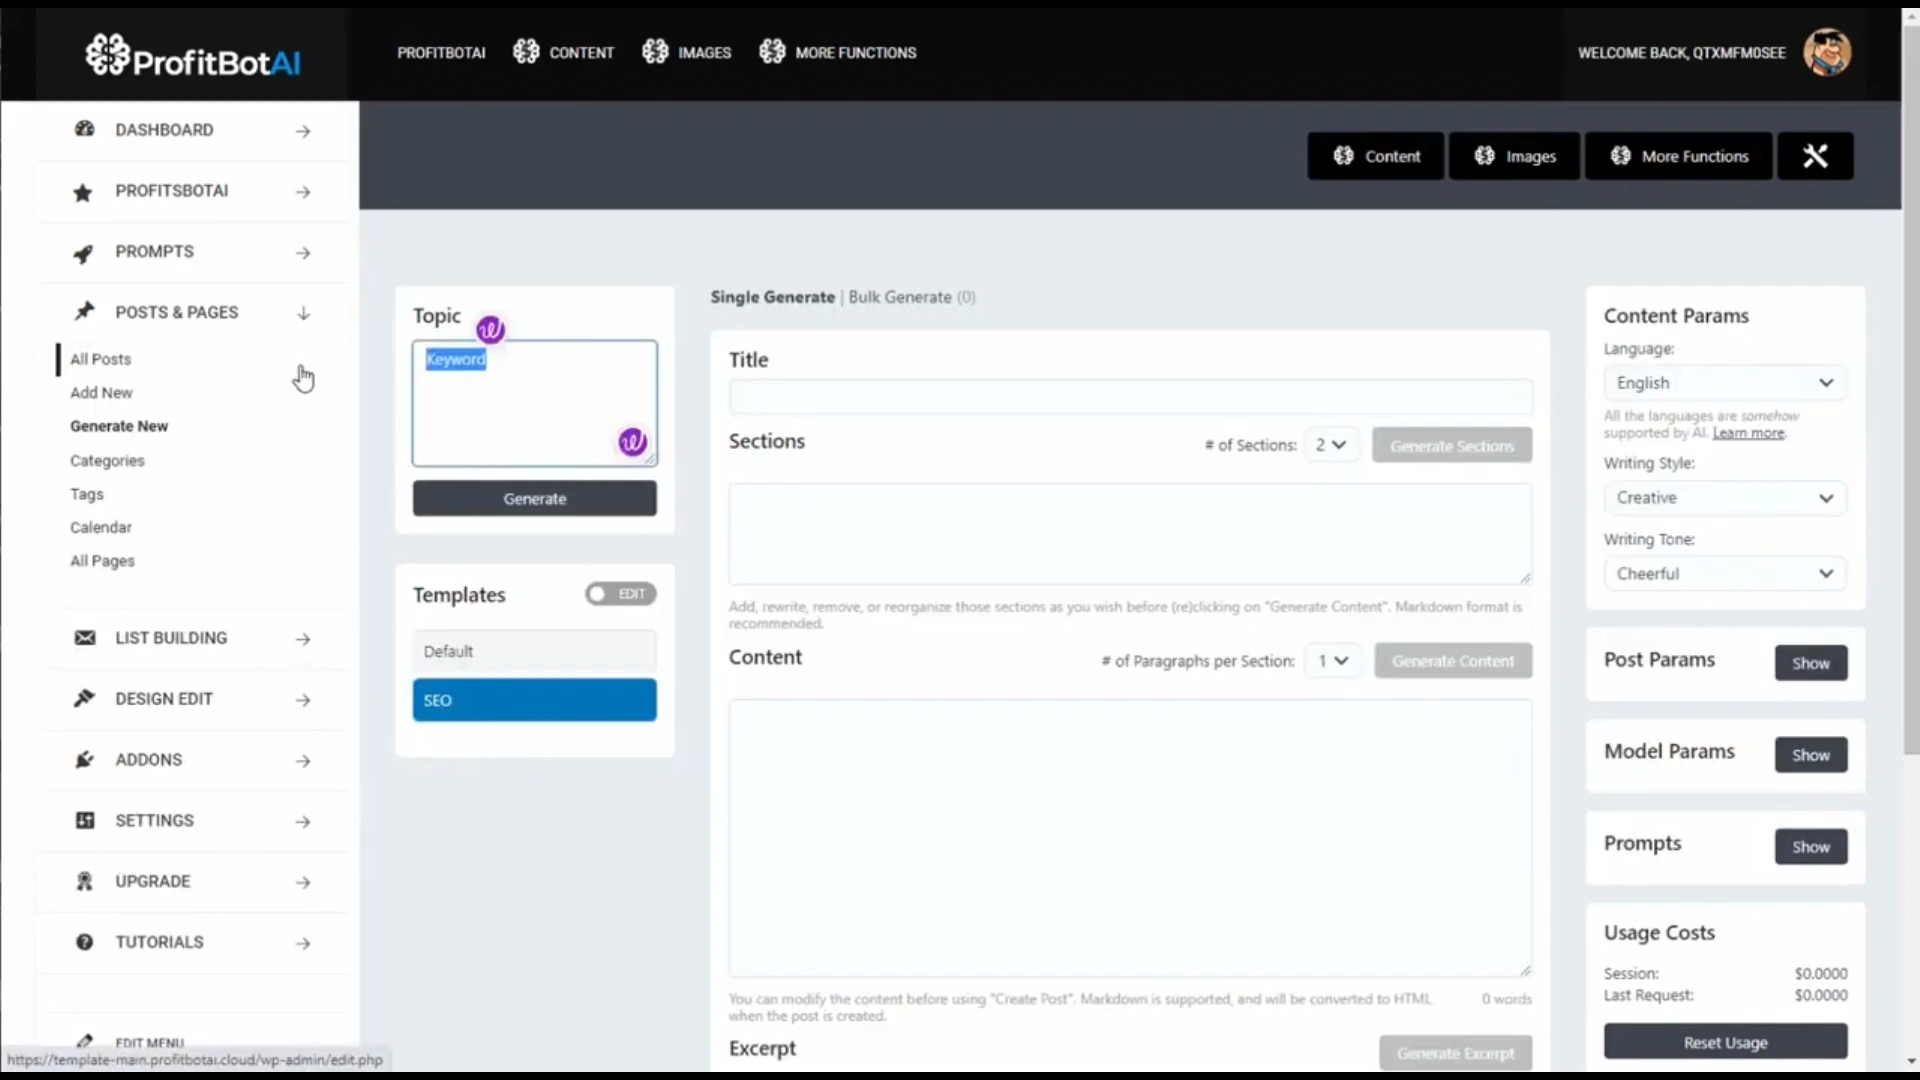 ProfitBotAI
PROFITBOTAI
CONTENT
IMAGES
MORE FUNCTIONS
WELCOME BACK, QTXMFM0SEE
DASHBOARD
PROFITSBOTAI
PROMPTS
POSTS & PAGES
All Posts
Add New
Generate New
Categories
Tags
Calendar
All Pages
LIST BUILDING
DESIGN EDIT
ADDONS
SETTINGS
UPGRADE
TUTORIALS
EDIT MENU
https://template-main.profitbotai.cloud/wp-admin/edit.php
Content
Images
More Functions
Topic
Keyword
Generate
Templates
EDIT
Default
SEO
Single Generate | Bulk Generate (0)
Title
Sections
# of Sections: 2
Generate Sections
Add, rewrite, remove, or reorganize those sections as you wish before (re)clicking on "Generate Content". Markdown format is
recommended.
Content
# of Paragraphs per Section: 1
Generate Content
You can modify the content before using "Create Post". Markdown is supported, and will be converted to HTML
when the post is created.
0 words
Excerpt
Generate Excerpt
Content Params
Language:
English
All the languages are somehow
supported by AI. Learn more.
Writing Style:
Creative
Writing Tone:
Cheerful
Post Params
Show
Model Params
Show
Prompts
Show
Usage Costs
Session: $0.0000
Last Request: $0.0000
Reset Usage